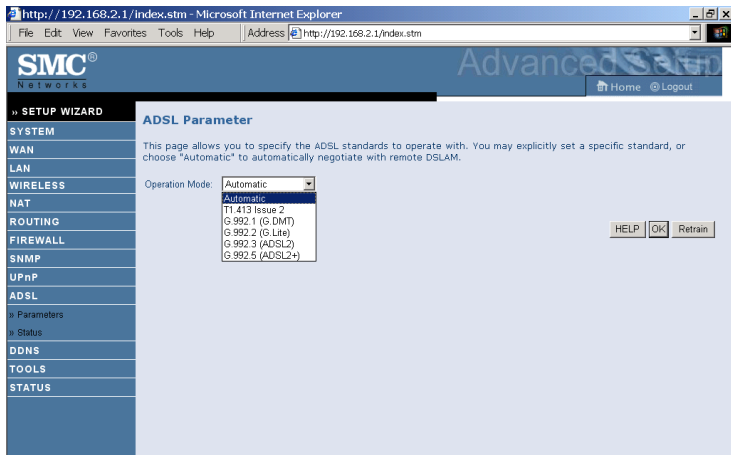 http://192.168.2.1/index.stm - Microsoft Internet Explorer
File Edit View Favorites Tools Help Address http://192.168.2.1/index.stm
SMC®
Networks
Advanced Setup
Home Logout
» SETUP WIZARD
SYSTEM
WAN
LAN
WIRELESS
NAT
ROUTING
FIREWALL
SNMP
UPnP
ADSL
» Parameters
» Status
DDNS
TOOLS
STATUS
ADSL Parameter
This page allows you to specify the ADSL standards to operate with. You may explicitly set a specific standard, or
choose "Automatic" to automatically negotiate with remote DSLAM.
Operation Mode: Automatic
Automatic
T1.413 Issue 2
G.992.1 (G.DMT)
G.992.2 (G.Lite)
G.992.3 (ADSL2)
G.992.5 (ADSL2+)
HELP OK Retrain